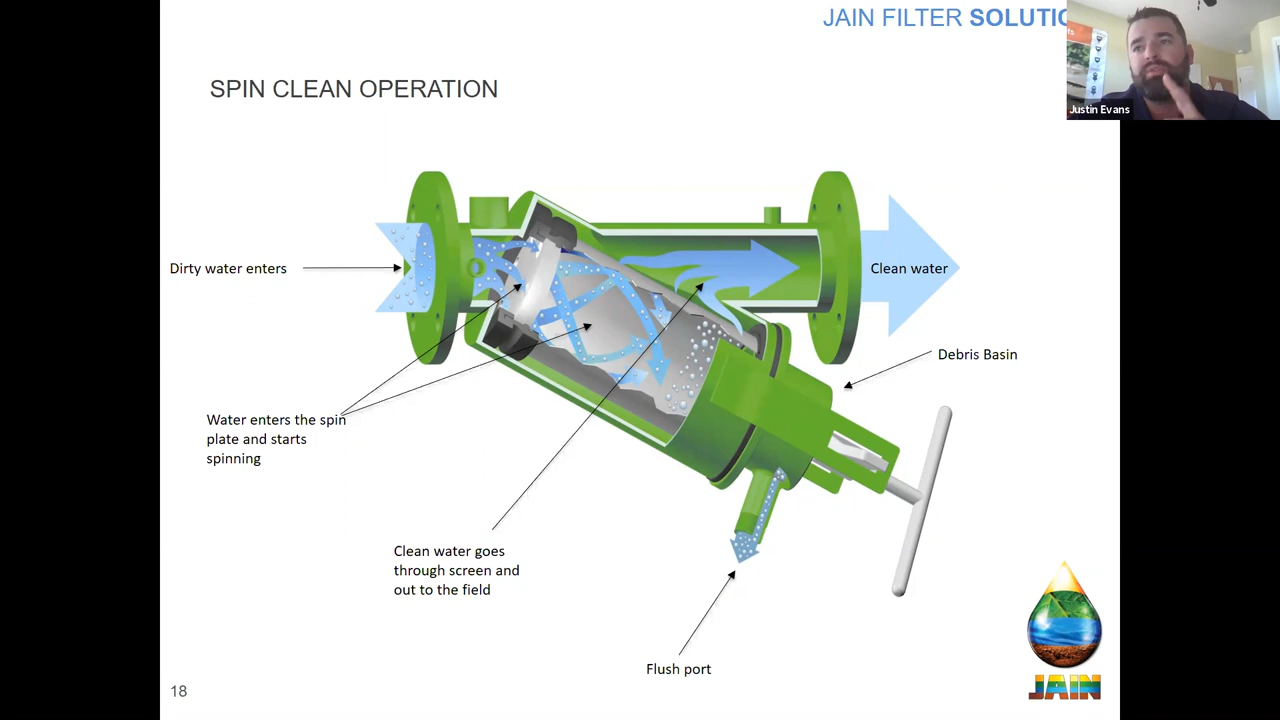 JAIN FILTER SOLUTIO
Justin Evans
SPIN CLEAN OPERATION
Dirty water enters
Clean water
Debris Basin
Water enters the spin
plate and starts
spinning
Clean water goes
through screen and
out to the field
Flush port
18
JAIN